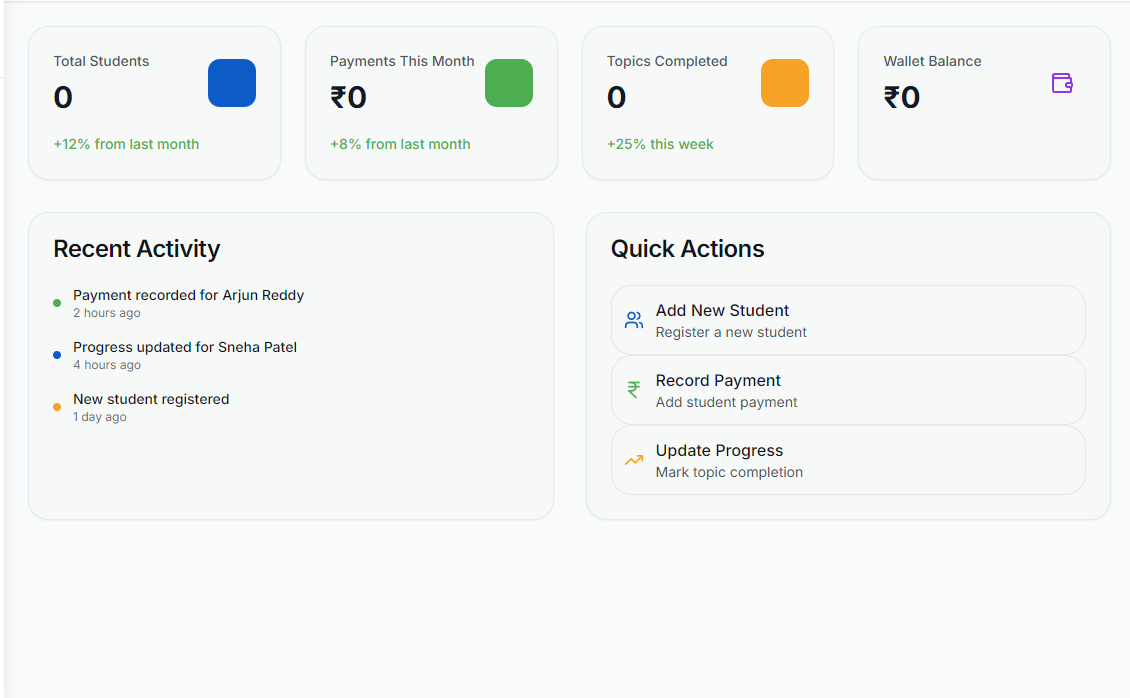 Total Students
0
+12% from last month
Payments This Month
₹0
+8% from last month
Topics Completed
0
+25% this week
Wallet Balance
₹0
Recent Activity
Payment recorded for Arjun Reddy
2 hours ago
Progress updated for Sneha Patel
4 hours ago
New student registered
1 day ago
Quick Actions
Add New Student
Register a new student
₹
Record Payment
Add student payment
Update Progress
Mark topic completion